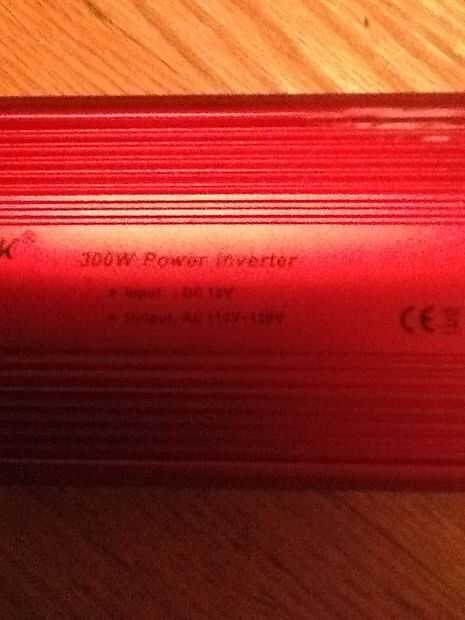 K®
300W Power Inverter
• Input : DC 12V
• Output: AC 110V-120V
CE